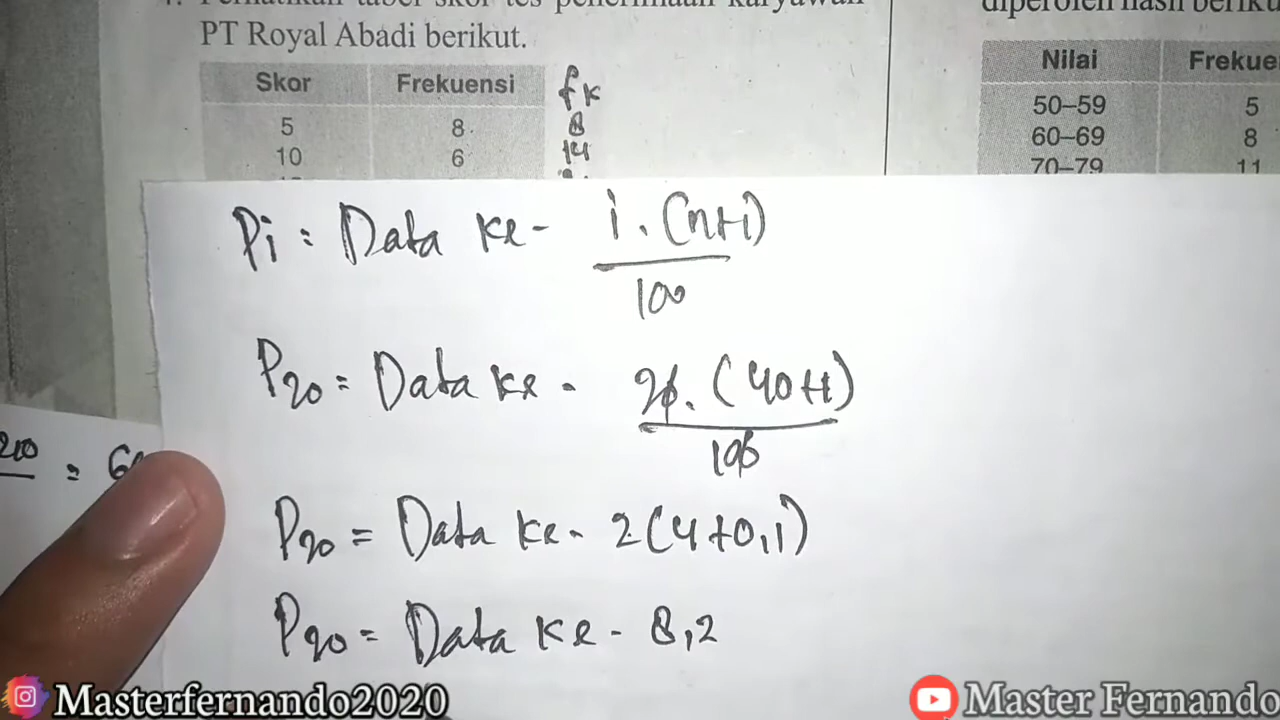 PT Royal Abadi berikut.
Skor Frekuensi fk
5 8 8
10 6 14
Nilai Frekue
50–59 5
60–69 8
70–79 11
Pi = Data ke - i . (n+1)
100
P20 = Data ke - 20. (40+1)
100
P20 = Data ke - 2(4+0,1)
P20 = Data ke - 8,2
200 =
Masterfernando2020
Master Fernando